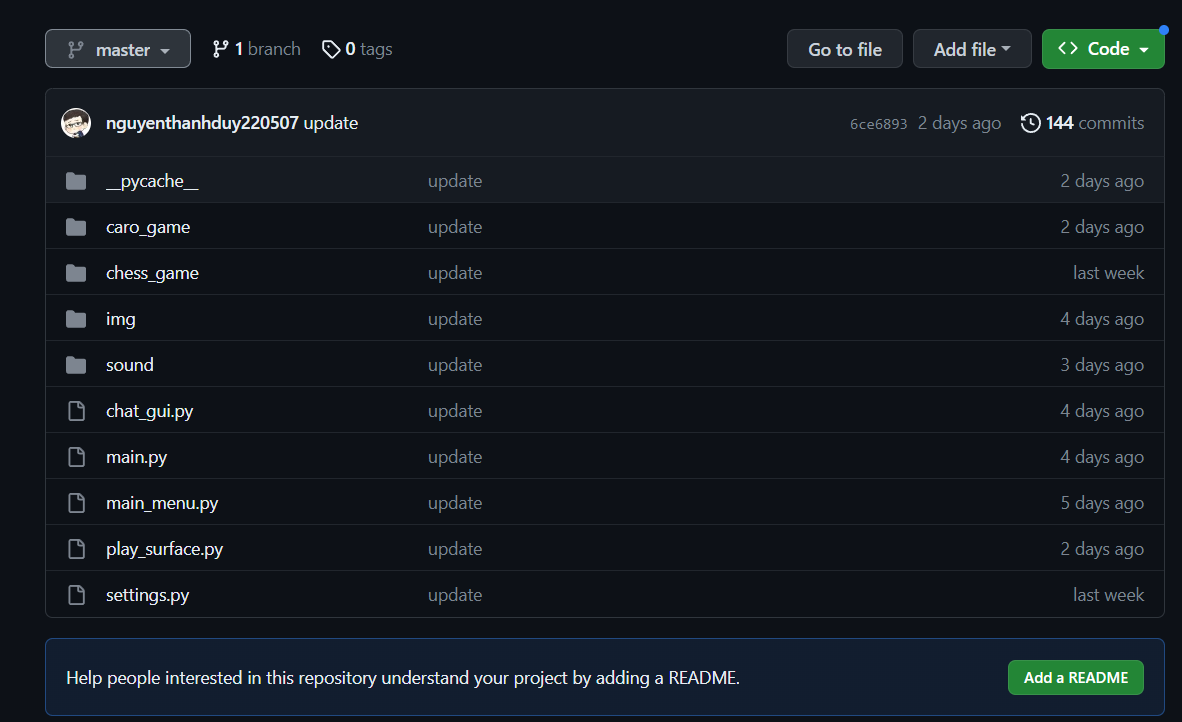 master 1 branch 0 tags Go to file Add file Code
nguyenthanhduy220507 update 6ce6893 2 days ago 144 commits
__pycache__ update 2 days ago
caro_game update 2 days ago
chess_game update last week
img update 4 days ago
sound update 3 days ago
chat_gui.py update 4 days ago
main.py update 4 days ago
main_menu.py update 5 days ago
play_surface.py update 2 days ago
settings.py update last week
Help people interested in this repository understand your project by adding a README. Add a README